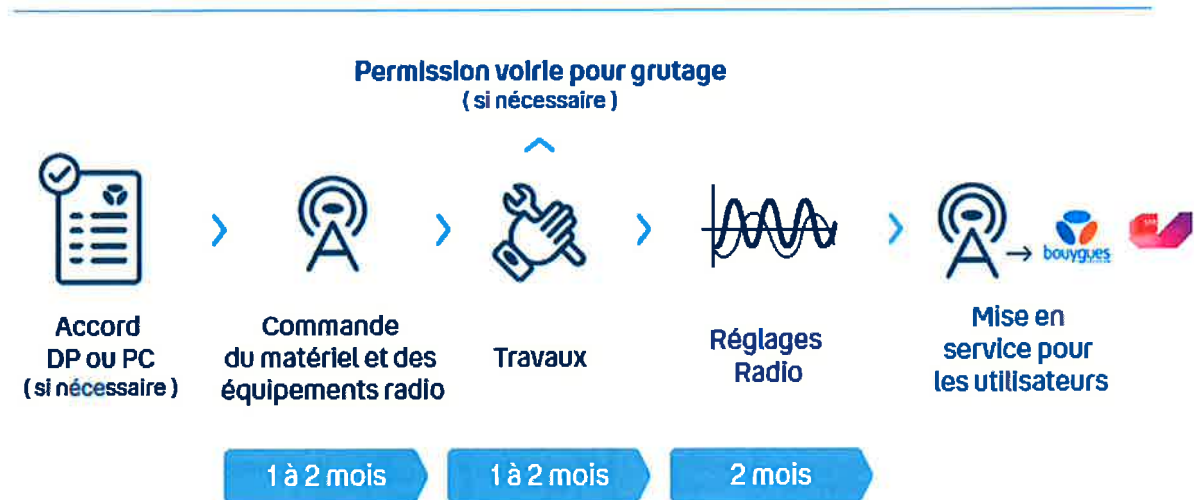 Permission voirie pour grutage
( si nécessaire )
Accord
DP ou PC
( si nécessaire )
Commande
du matériel et des
équipements radio
Travaux
Réglages
Radio
bouygues
Mise en
service pour
les utilisateurs
1 à 2 mois
1 à 2 mois
2 mois